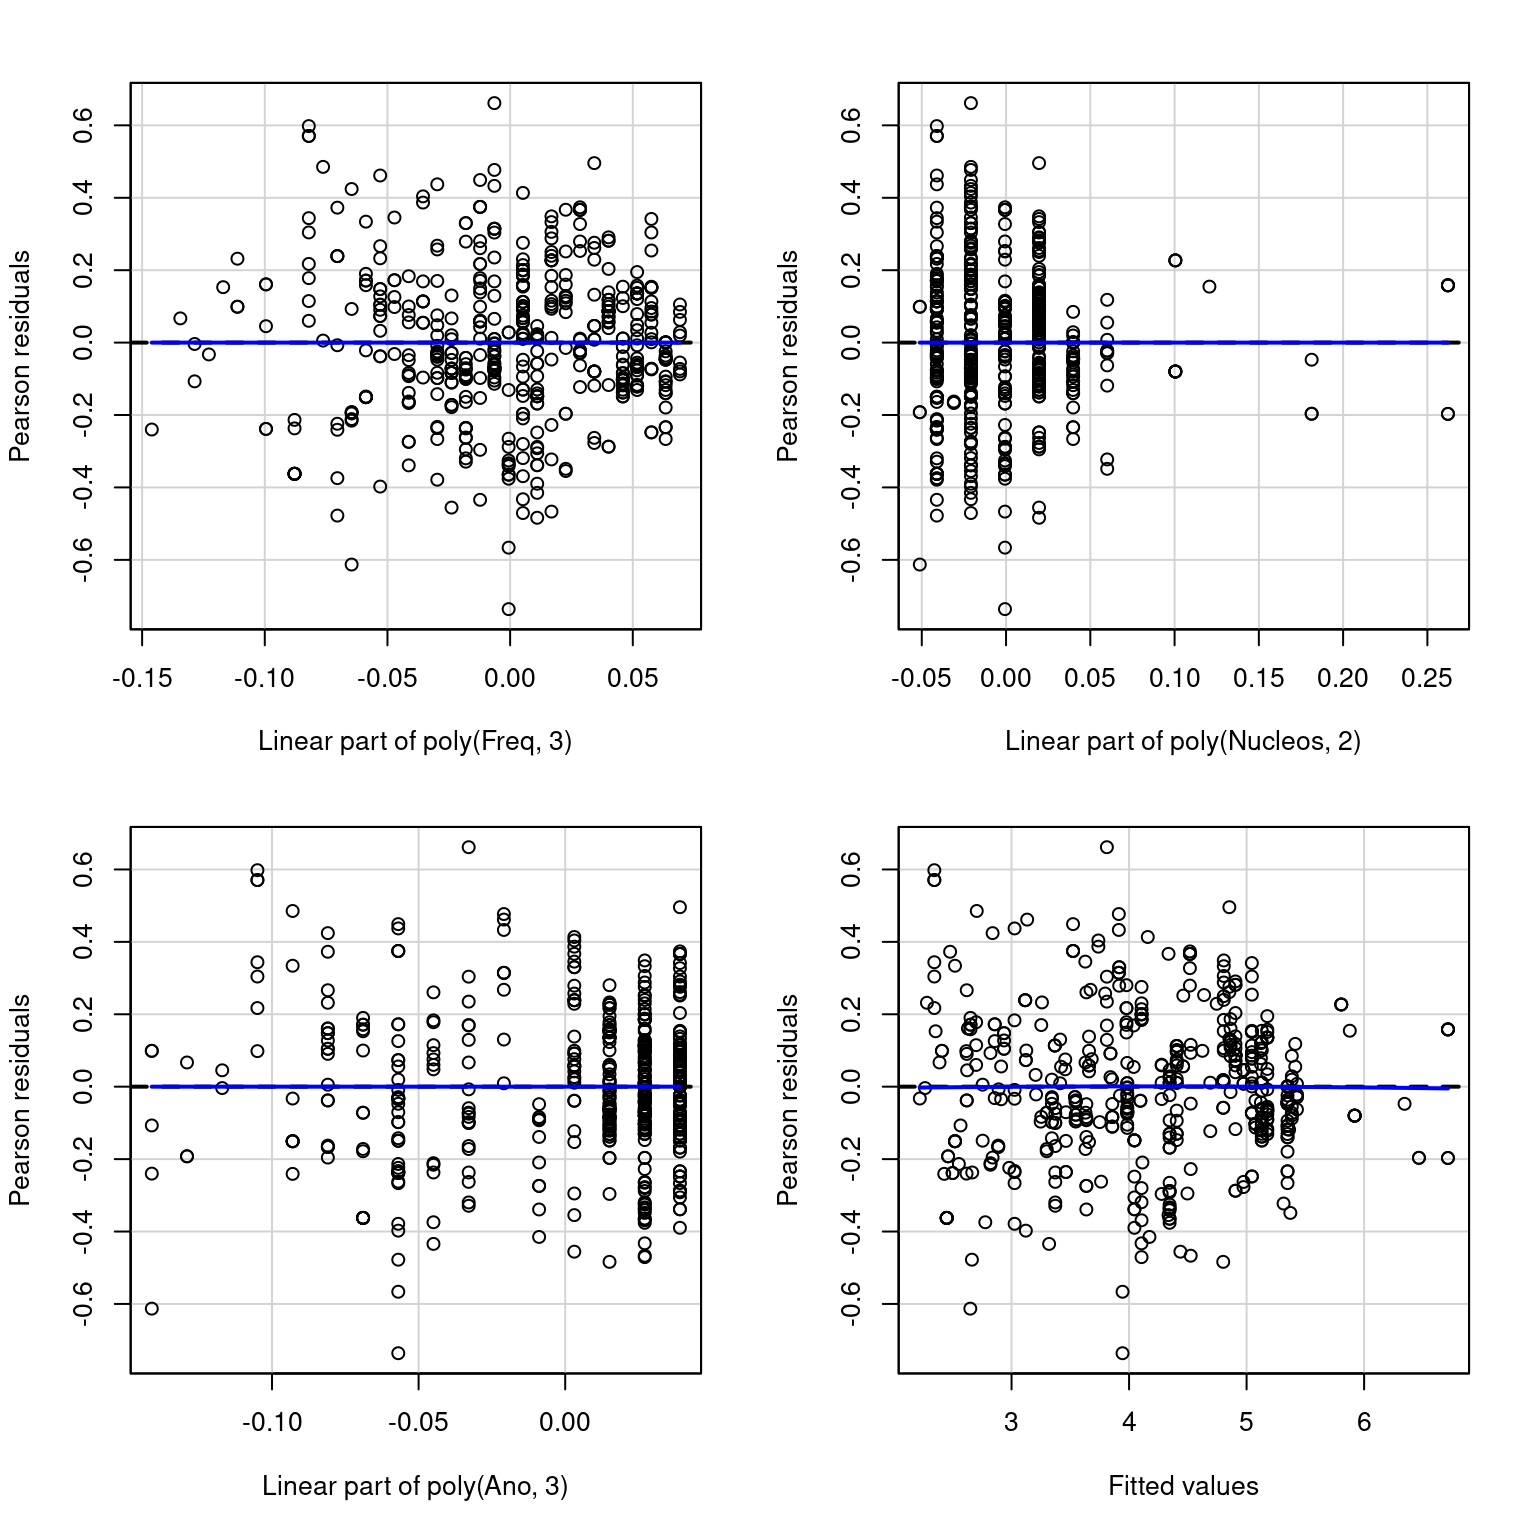 Pearson residuals
0.6
0.4
0.2
0.0
-0.2
-0.4
-0.6
-0.15 -0.10 -0.05 0.00 0.05
Linear part of poly(Freq, 3)
Pearson residuals
0.6
0.4
0.2
0.0
-0.2
-0.4
-0.6
-0.05 0.00 0.05 0.10 0.15 0.20 0.25
Linear part of poly(Nucleos, 2)
Pearson residuals
0.6
0.4
0.2
0.0
-0.2
-0.4
-0.6
-0.10 -0.05 0.00
Linear part of poly(Ano, 3)
Pearson residuals
0.6
0.4
0.2
0.0
-0.2
-0.4
-0.6
3 4 5 6
Fitted values